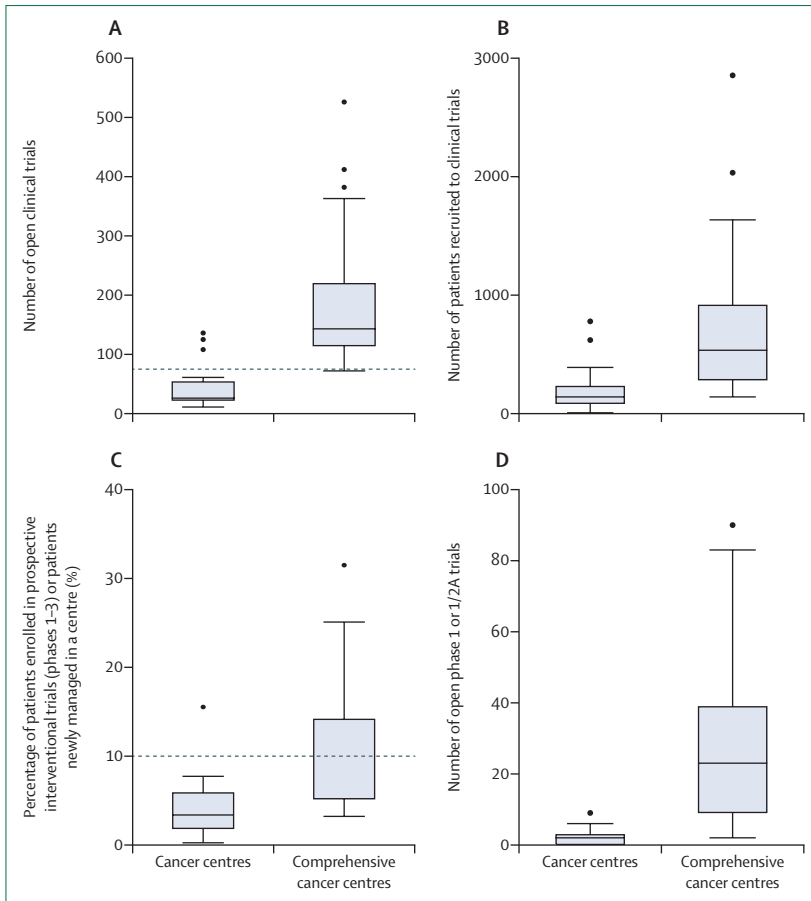 A
Number of open clinical trials
600
500
400
300
200
100
0
B
Number of patients recruited to clinical trials
3000
2000
1000
0
C
Percentage of patients enrolled in prospective
interventional trials (phases 1–3) or patients
newly managed in a centre (%)
40
30
20
10
0
Cancer centres
Comprehensive
cancer centres
D
Number of open phase 1 or 1/2A trials
100
80
60
40
20
0
Cancer centres
Comprehensive
cancer centres